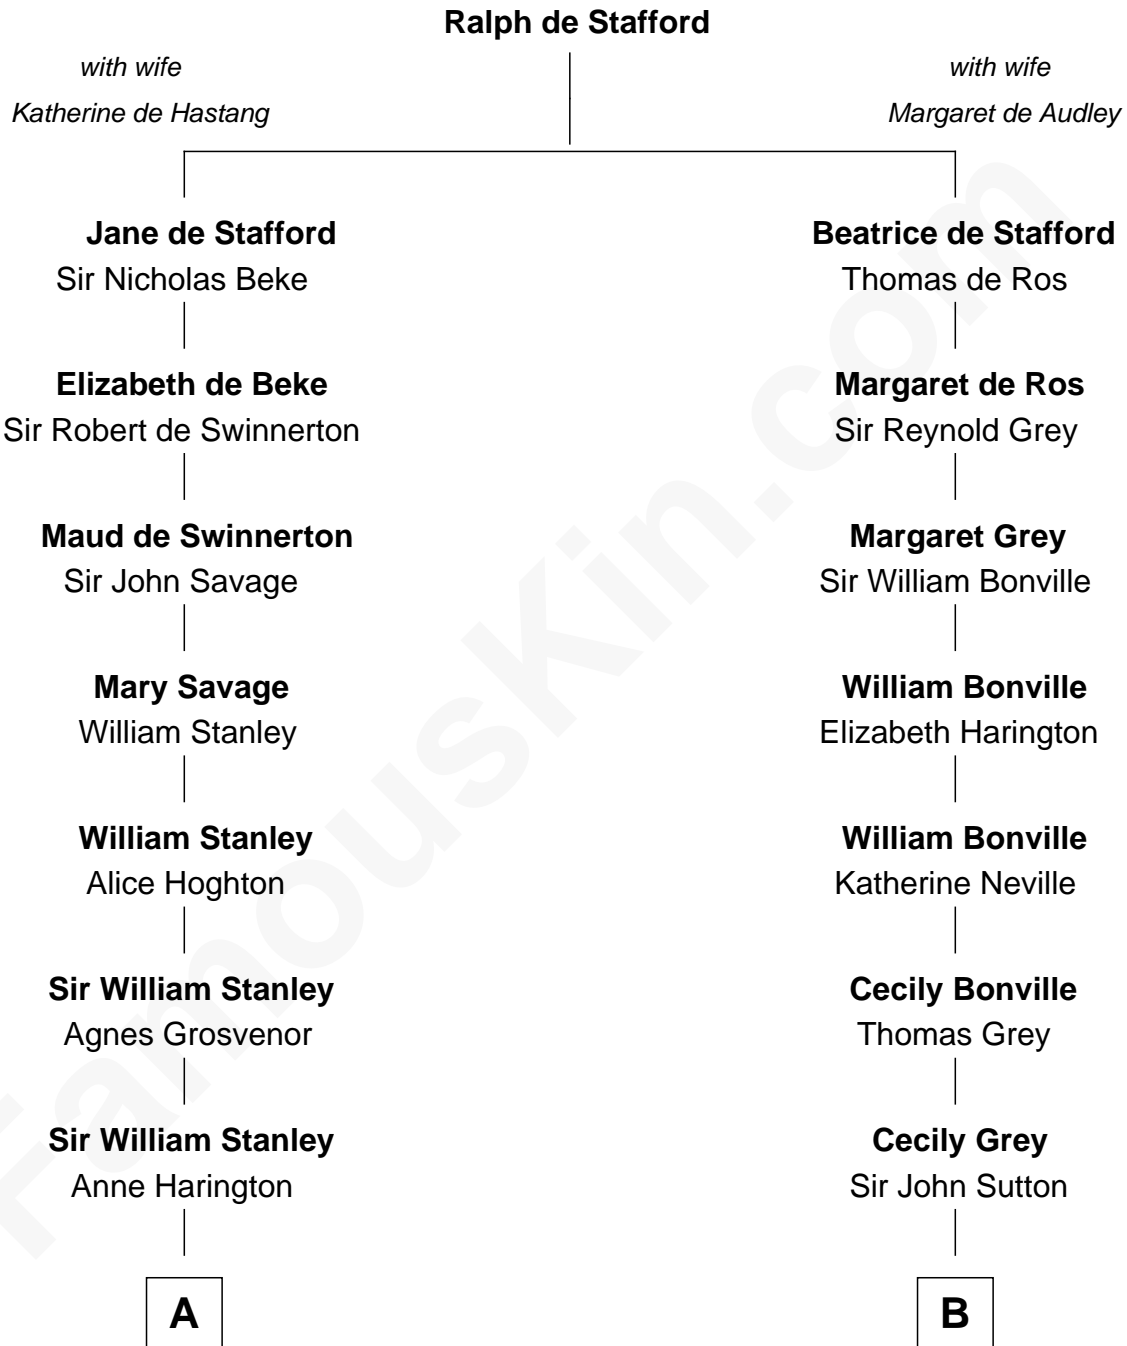 Ralph de Stafford
with wife
Katherine de Hastang
with wife
Margaret de Audley
Jane de Stafford
Sir Nicholas Beke
Beatrice de Stafford
Thomas de Ros
Elizabeth de Beke
Sir Robert de Swinnerton
Margaret de Ros
Sir Reynold Grey
Maud de Swinnerton
Sir John Savage
Margaret Grey
Sir William Bonville
Mary Savage
William Stanley
William Bonville
Elizabeth Harington
William Stanley
Alice Hoghton
William Bonville
Katherine Neville
Sir William Stanley
Agnes Grosvenor
Cecily Bonville
Thomas Grey
Sir William Stanley
Anne Harington
Cecily Grey
Sir John Sutton
A
B
FamousKin.com